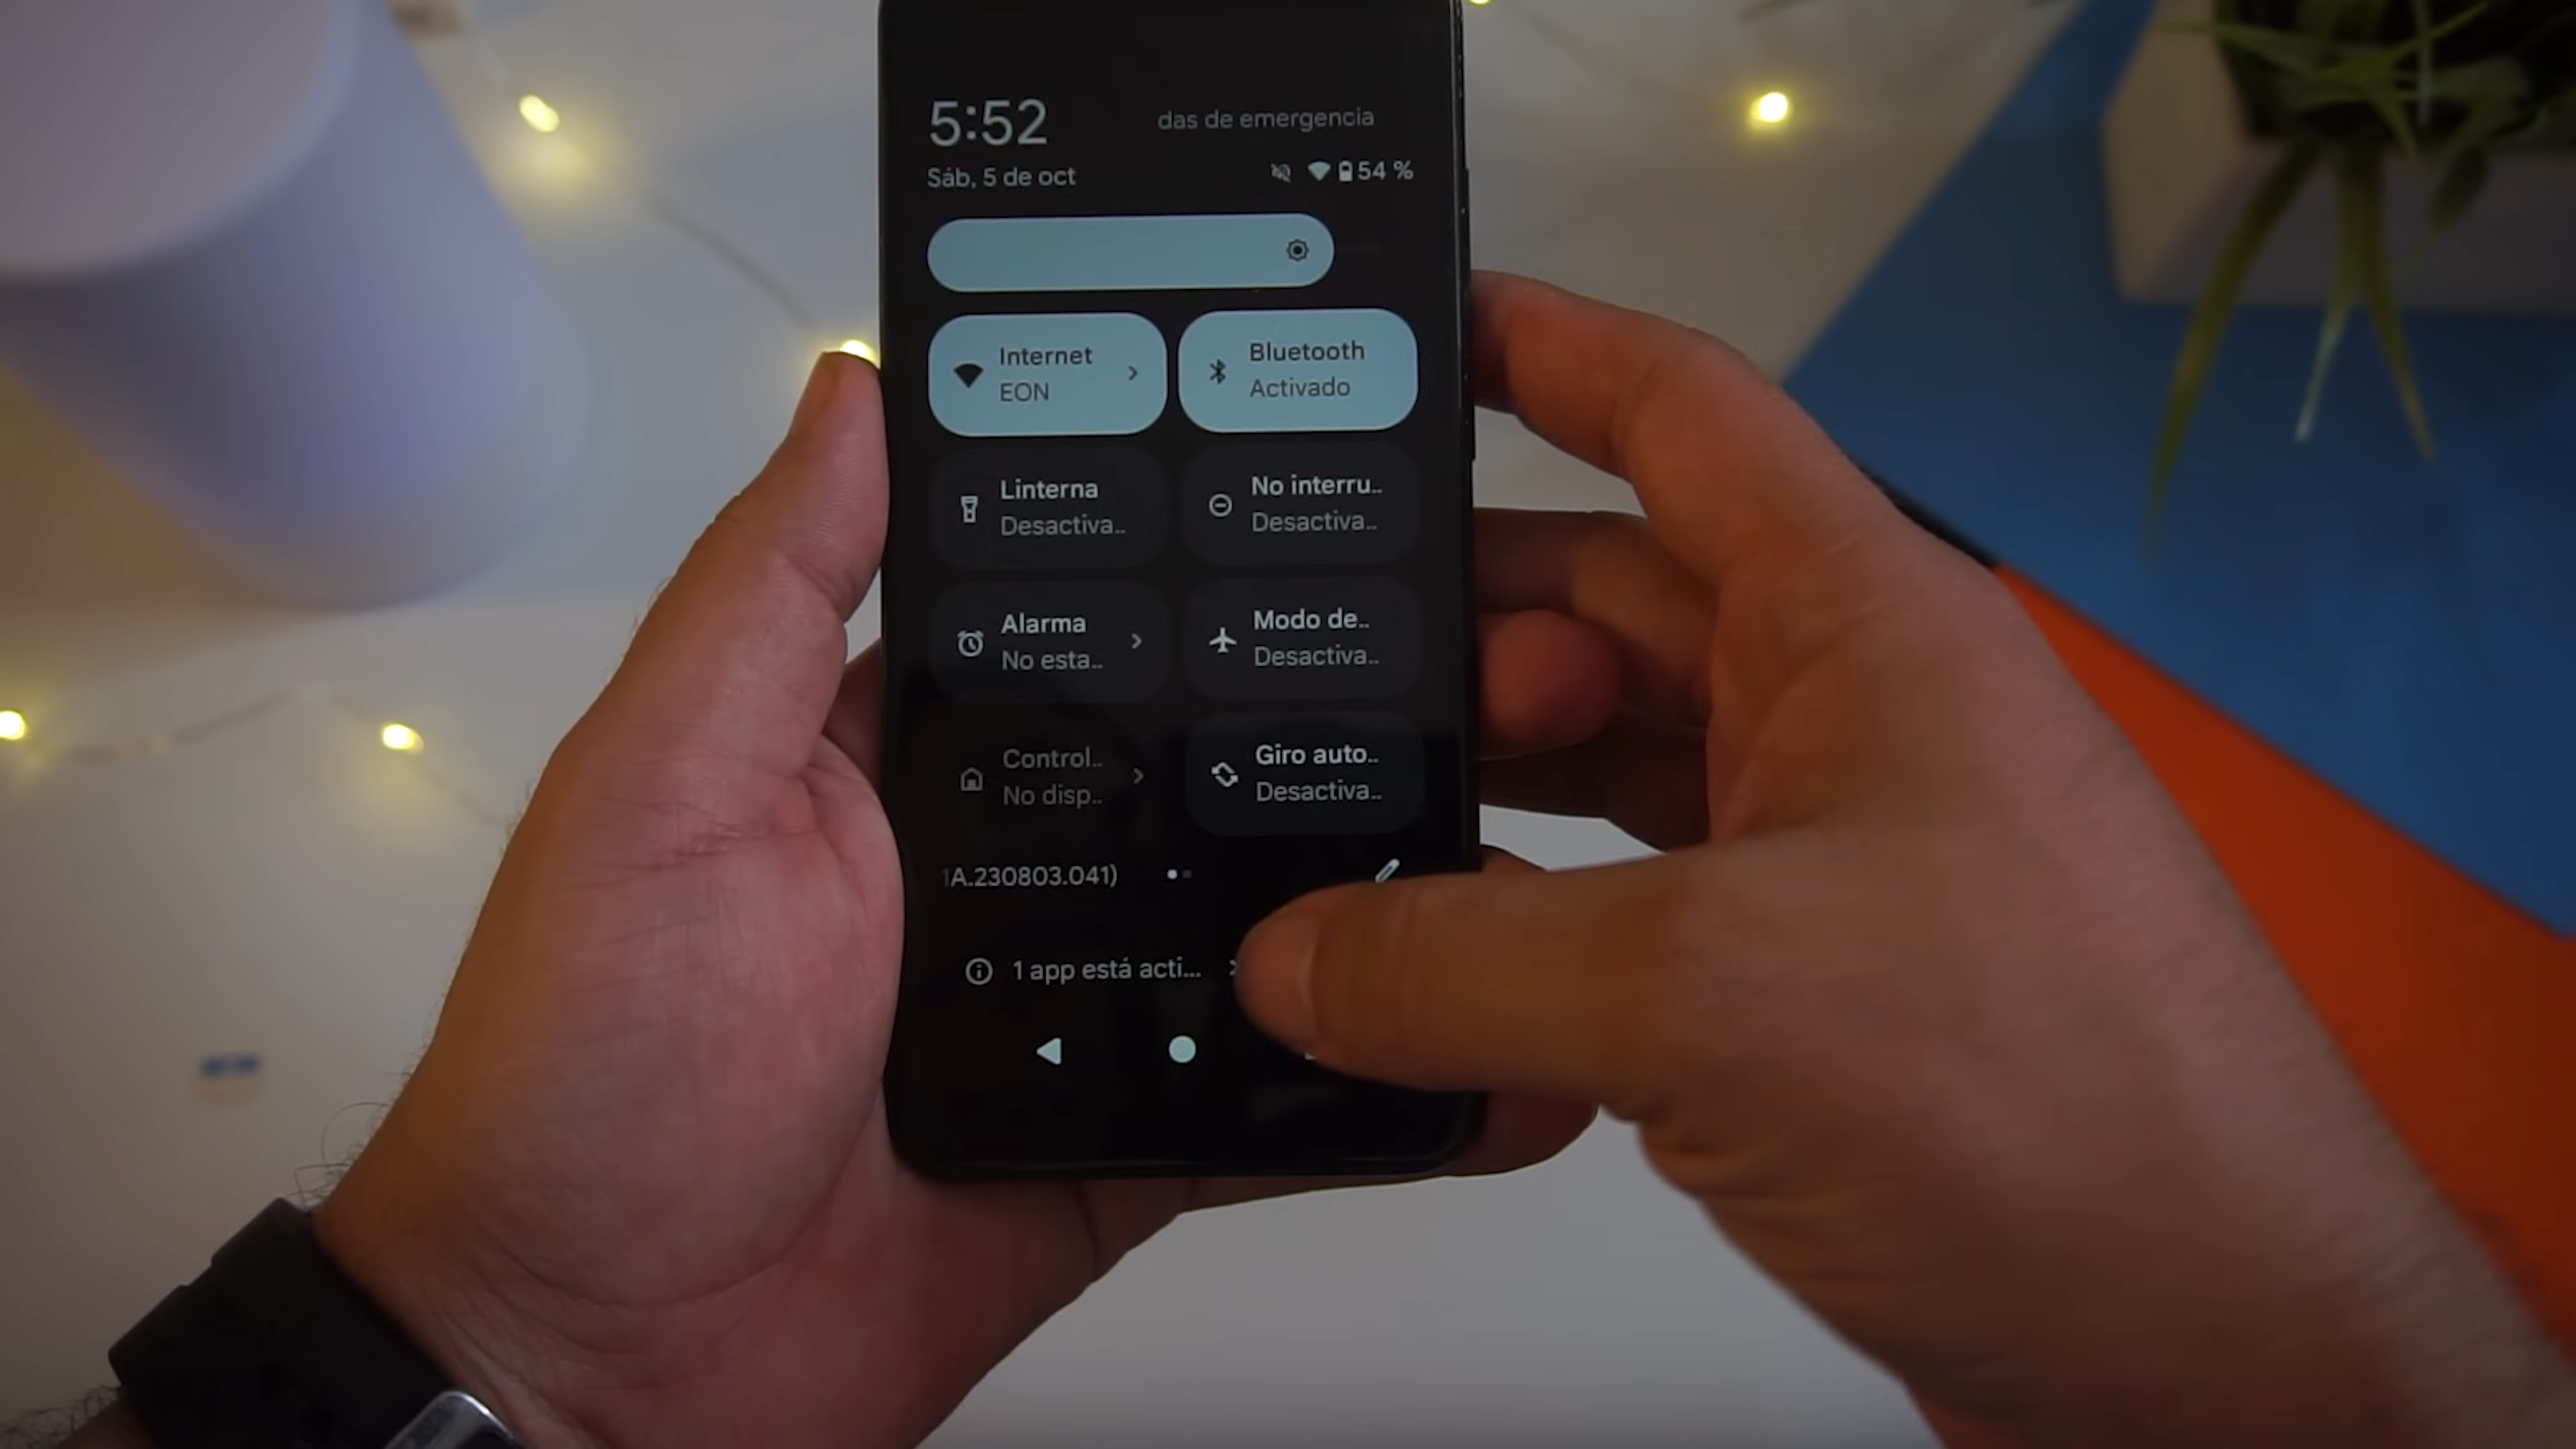 5:52
das de emergencia
Sáb, 5 de oct
54 %
Internet
EON
Bluetooth
Activado
Linterna
Desactiva..
No interru..
Desactiva..
Alarma
No esta..
Modo de..
Desactiva..
Control..
No disp..
Giro auto..
Desactiva..
A.230803.041)
1 app está acti...